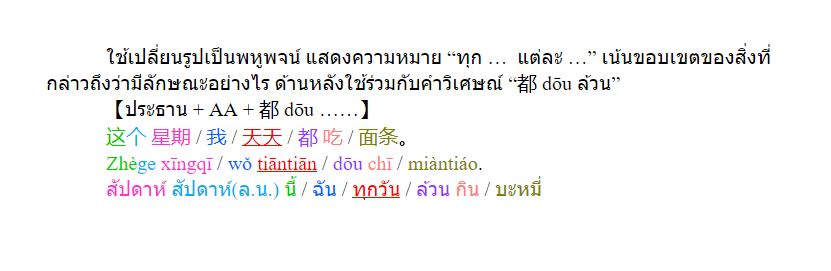 ใช้เปลี่ยนรูปเป็นพหูพจน์ แสดงความหมาย “ทุก … แต่ละ …” เน้นขอบเขตของสิ่งที่
กล่าวถึงว่ามีลักษณะอย่างไร ด้านหลังใช้ร่วมกับคำวิเศษณ์ “都 dōu ล้วน”
【ประธาน + AA + 都 dōu ……】
这个 星期 / 我 / 天天 / 都 吃 / 面条。
Zhège xīngqī / wǒ / tiāntiān / dōu chī / miàntiáo.
สัปดาห์ สัปดาห์(ล.น.) นี้ / ฉัน / ทุกวัน / ล้วน กิน / บะหมี่